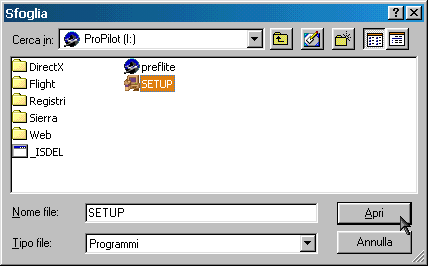 Sfoglia
Cerca in: ProPilot (I:)
DirectX
Flight
Registri
Sierra
Web
_ISDEL
preflite
SETUP
Nome file: SETUP Apri
Tipo file: Programmi Annulla